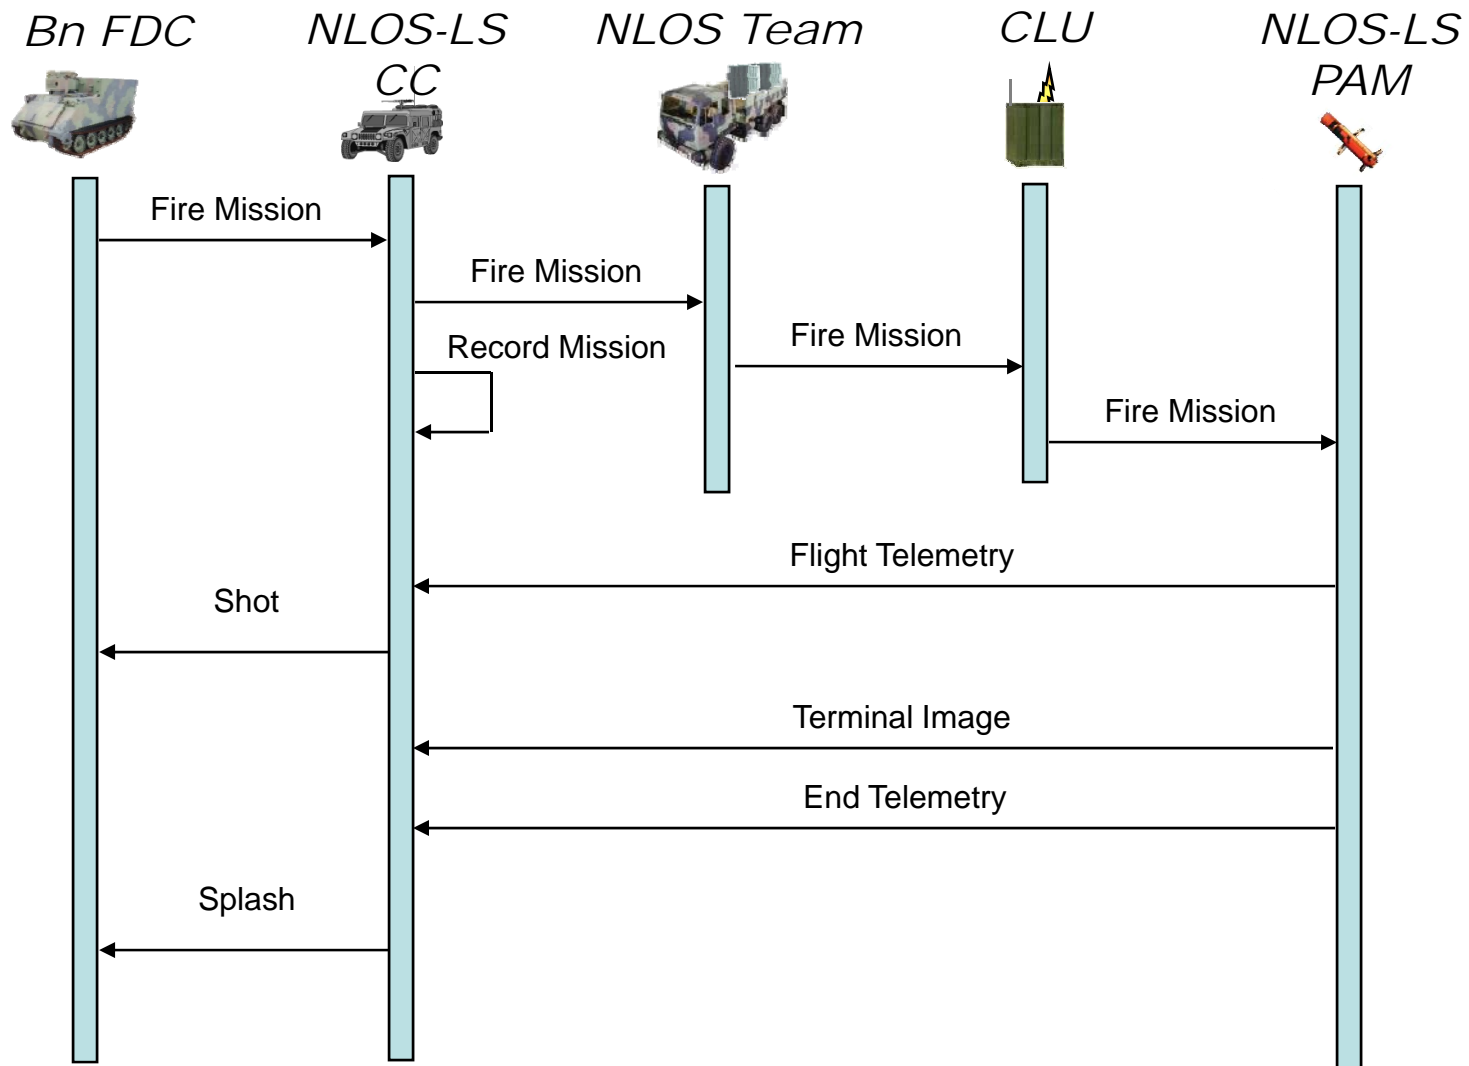 Bn FDC
NLOS-LS
CC
NLOS Team
CLU
NLOS-LS
PAM
Fire Mission
Fire Mission
Record Mission
Fire Mission
Fire Mission
Flight Telemetry
Shot
Terminal Image
End Telemetry
Splash